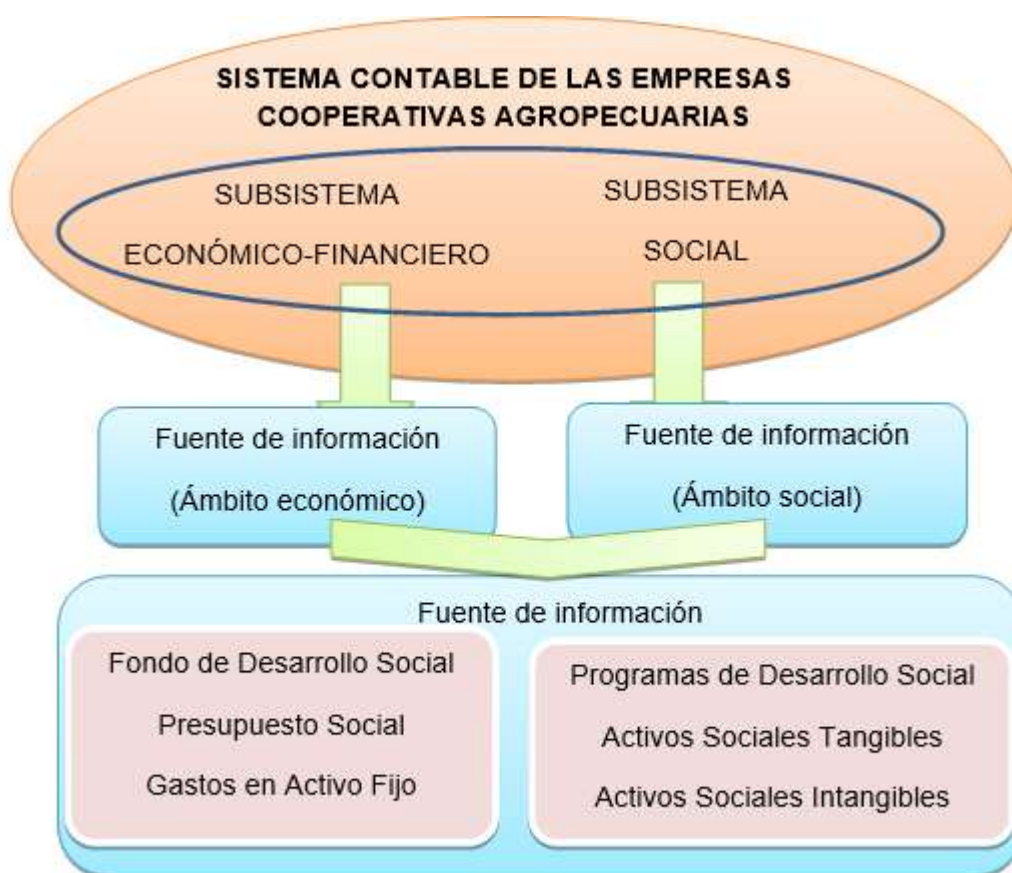 SISTEMA CONTABLE DE LAS EMPRESAS
COOPERATIVAS AGROPECUARIAS
SUBSISTEMA
ECONÓMICO-FINANCIERO
SUBSISTEMA
SOCIAL
Fuente de información
(Ámbito económico)
Fuente de información
(Ámbito social)
Fuente de información
Fondo de Desarrollo Social
Presupuesto Social
Gastos en Activo Fijo
Programas de Desarrollo Social
Activos Sociales Tangibles
Activos Sociales Intangibles